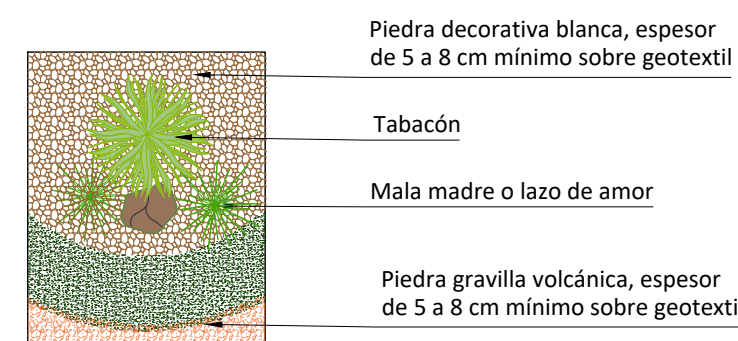 Piedra decorativa blanca, espesor
de 5 a 8 cm mínimo sobre geotextil
Tabacón
Mala madre o lazo de amor
Piedra gravilla volcánica, espesor
de 5 a 8 cm mínimo sobre geotexti